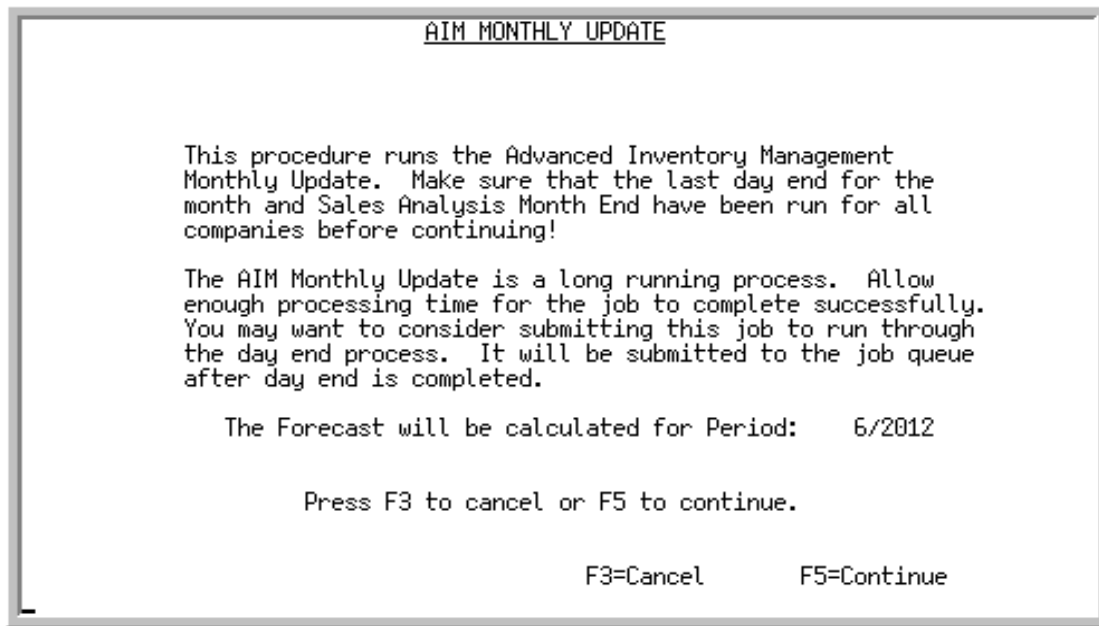 AIM MONTHLY UPDATE
This procedure runs the Advanced Inventory Management
Monthly Update.  Make sure that the last day end for the
month and Sales Analysis Month End have been run for all
companies before continuing!
The AIM Monthly Update is a long running process.  Allow
enough processing time for the job to complete successfully.
You may want to consider submitting this job to run through
the day end process.  It will be submitted to the job queue
after day end is completed.
The Forecast will be calculated for Period:    6/2012
Press F3 to cancel or F5 to continue.
F3=Cancel       F5=Continue